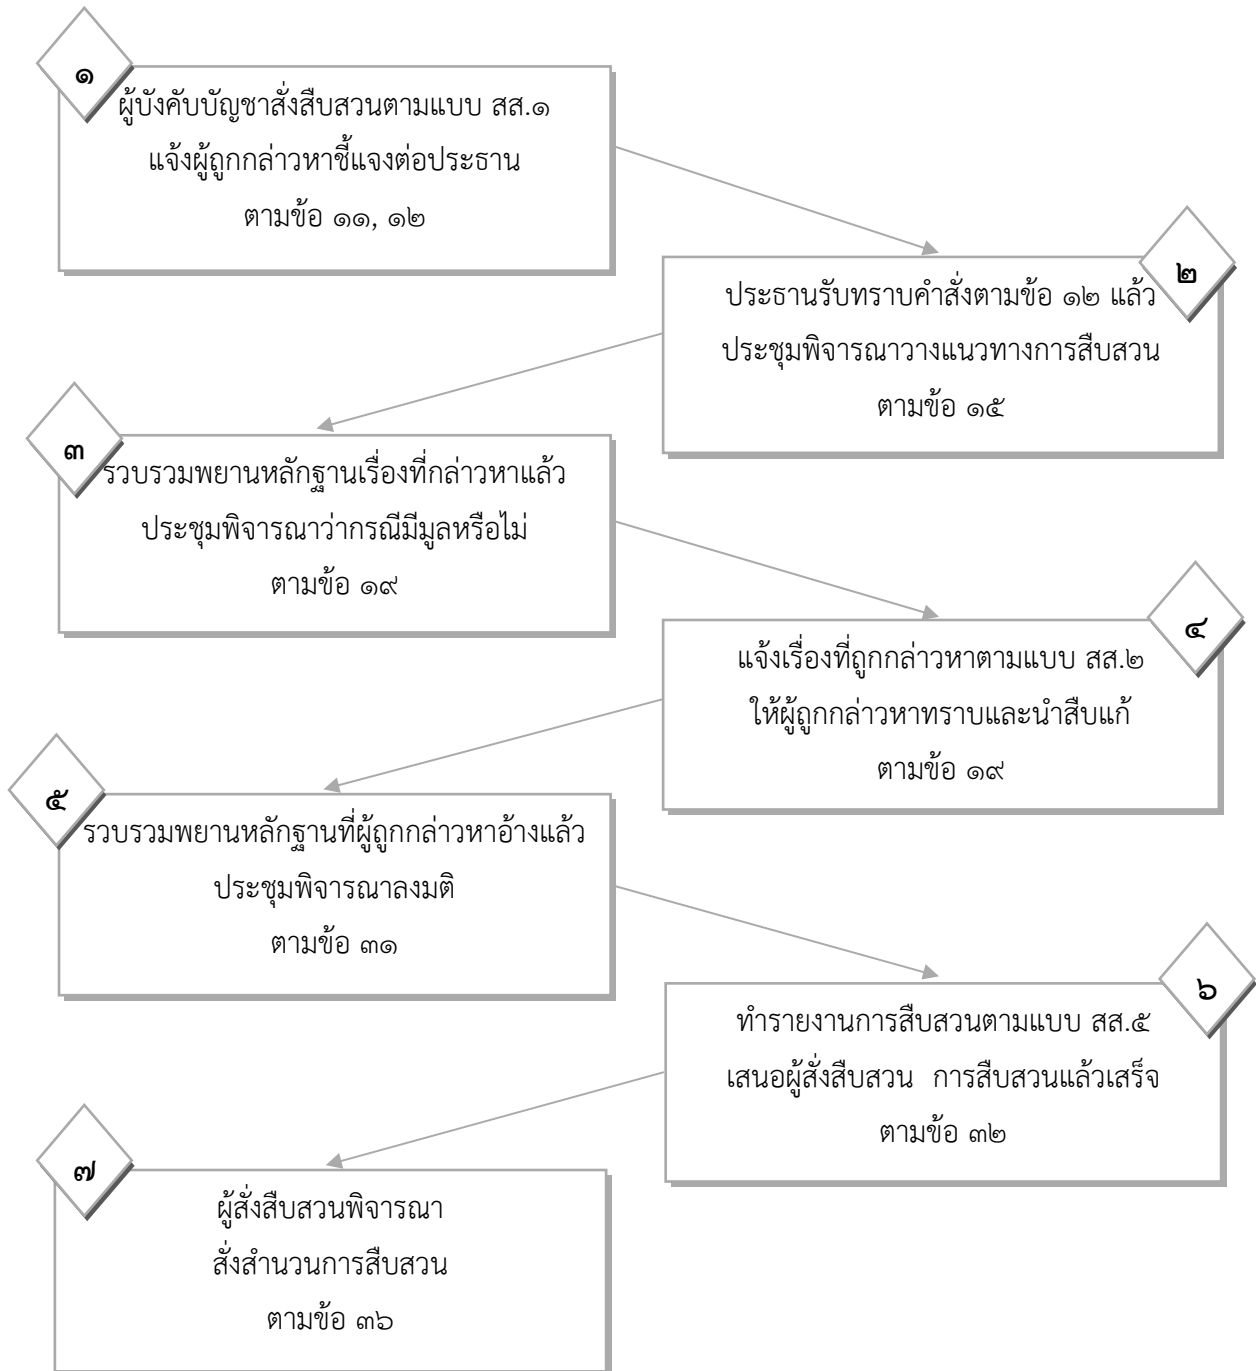 ๑
ผู้บังคับบัญชาสั่งสืบสวนตามแบบ สส.๑
แจ้งผู้ถูกกล่าวหาชี้แจงต่อประธาน
ตามข้อ ๑๑, ๑๒
๒
ประธานรับทราบคำสั่งตามข้อ ๑๒ แล้ว
ประชุมพิจารณาวางแนวทางการสืบสวน
ตามข้อ ๑๕
๓
รวบรวมพยานหลักฐานเรื่องที่กล่าวหาแล้ว
ประชุมพิจารณาว่ากรณีมีมูลหรือไม่
ตามข้อ ๑๙
๔
แจ้งเรื่องที่ถูกกล่าวหาตามแบบ สส.๒
ให้ผู้ถูกกล่าวหาทราบและนำสืบแก้
ตามข้อ ๑๙
๕
รวบรวมพยานหลักฐานที่ผู้ถูกกล่าวหาอ้างแล้ว
ประชุมพิจารณาลงมติ
ตามข้อ ๓๑
๖
ทำรายงานการสืบสวนตามแบบ สส.๕
เสนอผู้สั่งสืบสวน การสืบสวนแล้วเสร็จ
ตามข้อ ๓๒
๗
ผู้สั่งสืบสวนพิจารณา
สั่งสำนวนการสืบสวน
ตามข้อ ๓๖